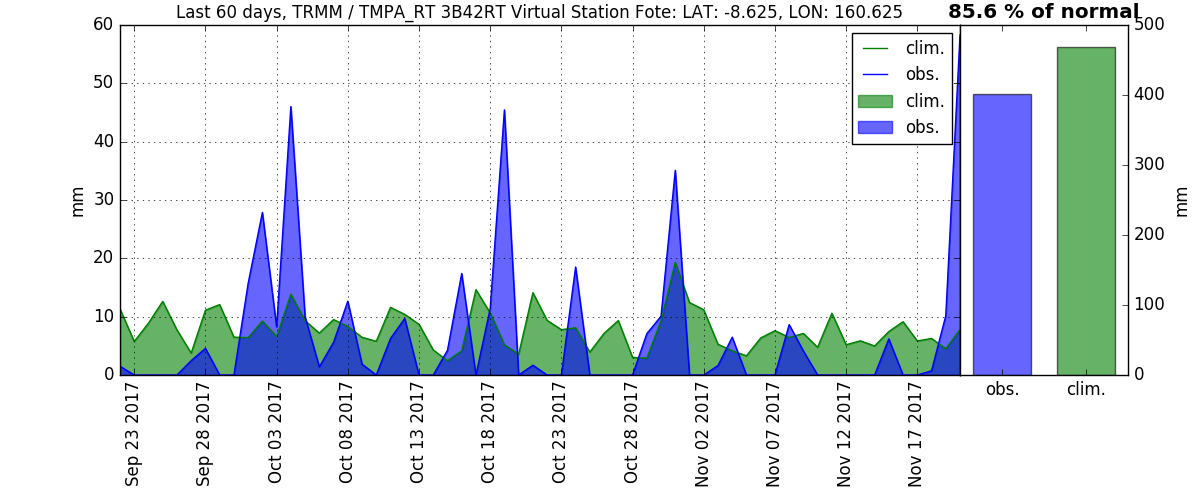 Last 60 days, TRMM / TMPA_RT 3B42RT Virtual Station Fote: LAT: -8.625, LON: 160.625
85.6 % of normal
60
50
40
30
20
10
0
mm
clim.
obs.
clim.
obs.
500
400
300
200
100
0
mm
obs.
clim.
Sep 23 2017
Sep 28 2017
Oct 03 2017
Oct 08 2017
Oct 13 2017
Oct 18 2017
Oct 23 2017
Oct 28 2017
Nov 02 2017
Nov 07 2017
Nov 12 2017
Nov 17 2017